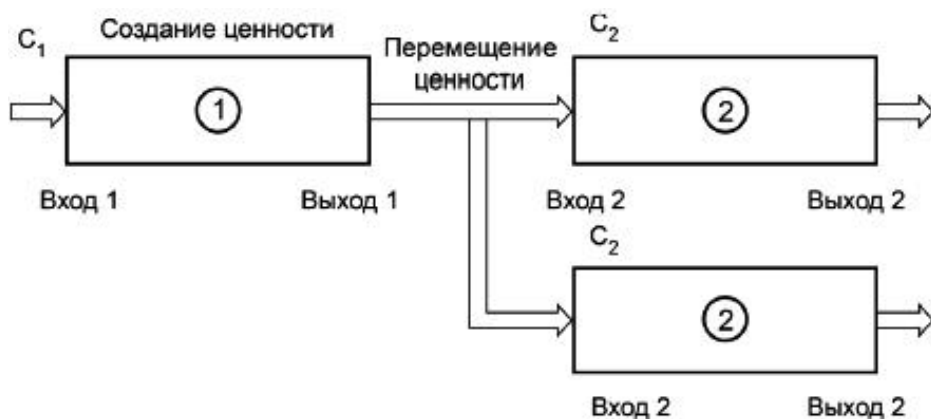 C₁
Создание ценности
Перемещение
ценности
C₂
1
2
Вход 1
Выход 1
Вход 2
Выход 2
C₂
2
Вход 2
Выход 2